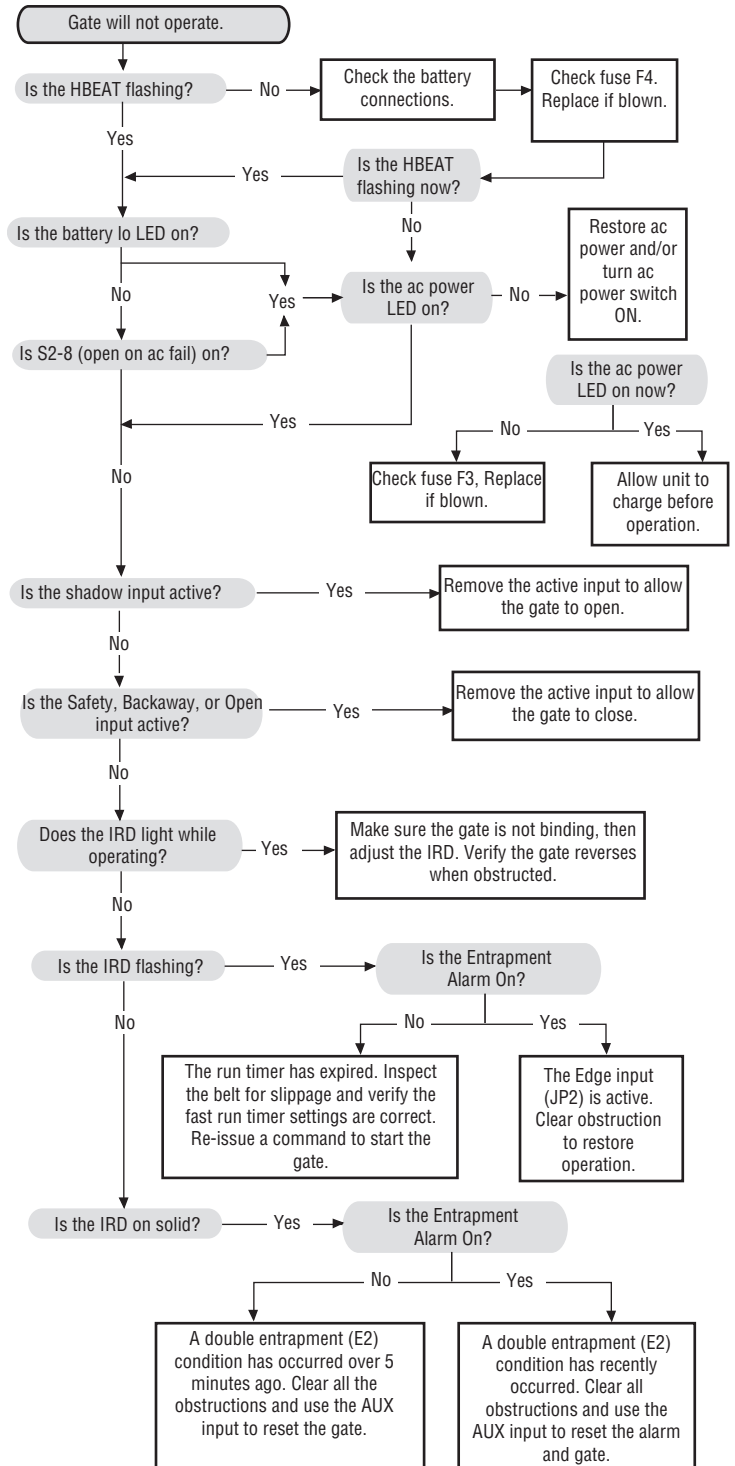 Gate will not operate.
Is the HBEAT flashing?
No
Check the battery
connections.
Check fuse F4.
Replace if blown.
Yes
Is the HBEAT
flashing now?
Yes
No
Is the battery lo LED on?
Restore ac
power and/or
turn ac
power switch
ON.
No
Yes
Is the ac power
LED on?
No
Is S2-8 (open on ac fail) on?
Is the ac power
LED on now?
Yes
No
Yes
No
Check fuse F3, Replace
if blown.
Allow unit to
charge before
operation.
Is the shadow input active?
Yes
Remove the active input to allow
the gate to open.
No
Is the Safety, Backaway, or Open
input active?
Yes
Remove the active input to allow
the gate to close.
No
Does the IRD light while
operating?
Yes
Make sure the gate is not binding, then
adjust the IRD. Verify the gate reverses
when obstructed.
No
Is the IRD flashing?
Yes
Is the Entrapment
Alarm On?
No
No
Yes
The run timer has expired. Inspect
the belt for slippage and verify the
fast run timer settings are correct.
Re-issue a command to start the
gate.
The Edge input
(JP2) is active.
Clear obstruction
to restore
operation.
Is the IRD on solid?
Yes
Is the Entrapment
Alarm On?
No
Yes
A double entrapment (E2)
condition has occurred over 5
minutes ago. Clear all the
obstructions and use the AUX
input to reset the gate.
A double entrapment (E2)
condition has recently
occurred. Clear all
obstructions and use the
AUX input to reset the alarm
and gate.